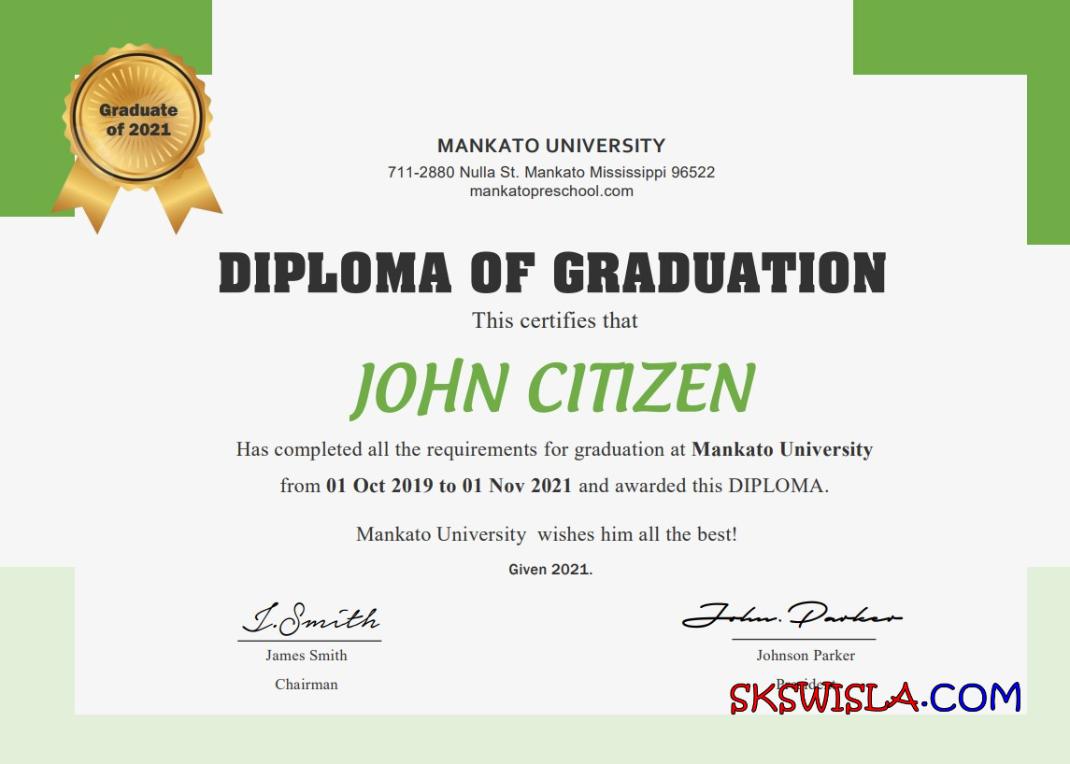 Graduate
of 2021
MANKATO UNIVERSITY
711-2880 Nulla St. Mankato Mississippi 96522
mankatopreschool.com
DIPLOMA OF GRADUATION
This certifies that
JOHN CITIZEN
Has completed all the requirements for graduation at Mankato University
from 01 Oct 2019 to 01 Nov 2021 and awarded this DIPLOMA.
Mankato University wishes him all the best!
Given 2021.
J.Smith
John. Parker
James Smith
Johnson Parker
Chairman
President
SKSWISLA.COM